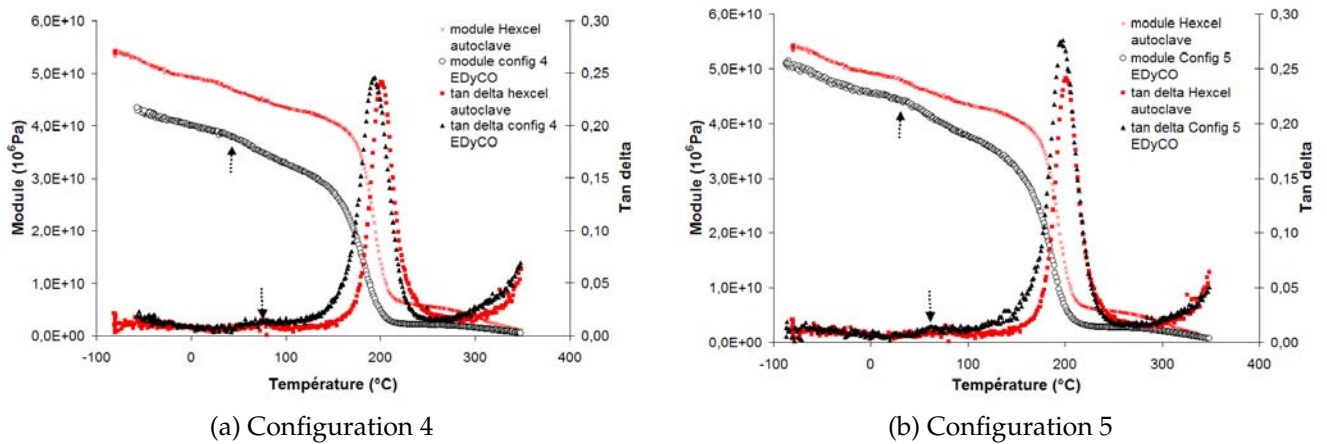 6,0E+10
5,0E+10
4,0E+10
3,0E+10
2,0E+10
1,0E+10
0,0E+00
Module (10⁶Pa)
0,30
0,25
0,20
0,15
0,10
0,05
0,00
Tan delta
module Hexcel
autoclave
module config 4
EDyCO
tan delta hexcel
autoclave
tan delta config 4
EDyCO
-100
0
100
200
300
400
Température (°C)
(a) Configuration 4
6,0E+10
5,0E+10
4,0E+10
3,0E+10
2,0E+10
1,0E+10
0,0E+00
Module (10⁶Pa)
0,30
0,25
0,20
0,15
0,10
0,05
0,00
Tan delta
module Hexcel
autoclave
module Config 5
EDyCO
tan delta Hexcel
autoclave
tan delta Config 5
EDyCO
-100
0
100
200
300
400
Température (°C)
(b) Configuration 5